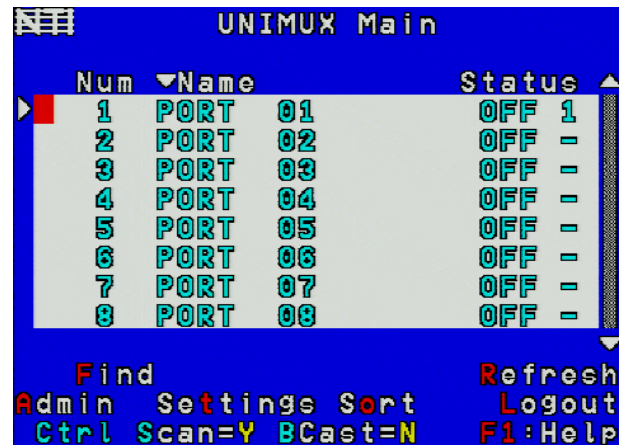 NTI UNIMUX Main
Num Name Status
1 PORT 01 OFF 1
2 PORT 02 OFF -
3 PORT 03 OFF -
4 PORT 04 OFF -
5 PORT 05 OFF -
6 PORT 06 OFF -
7 PORT 07 OFF -
8 PORT 08 OFF -
Find Refresh
Admin Settings Sort Logout
Ctrl Scan=Y BCast=N F1:Help